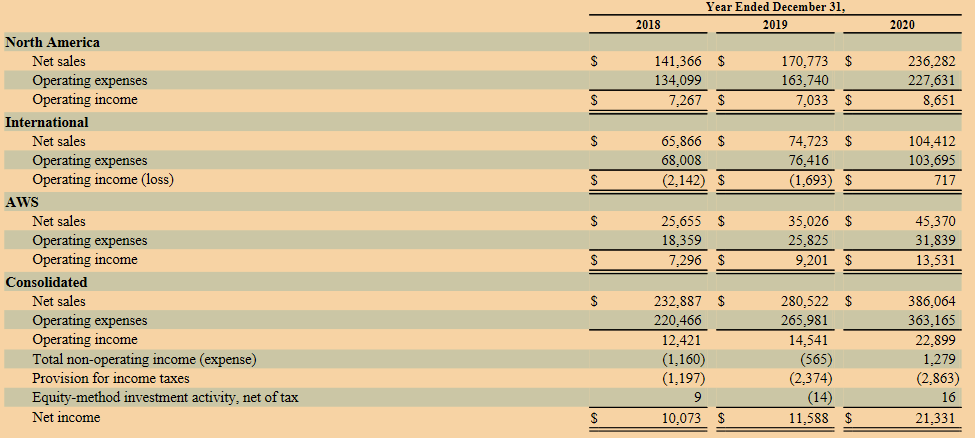 Year Ended December 31,
2018 2019 2020
North America
Net sales $ 141,366 $ 170,773 $ 236,282
Operating expenses 134,099 163,740 227,631
Operating income $ 7,267 $ 7,033 $ 8,651
International
Net sales $ 65,866 $ 74,723 $ 104,412
Operating expenses 68,008 76,416 103,695
Operating income (loss) $ (2,142) $ (1,693) $ 717
AWS
Net sales $ 25,655 $ 35,026 $ 45,370
Operating expenses 18,359 25,825 31,839
Operating income $ 7,296 $ 9,201 $ 13,531
Consolidated
Net sales $ 232,887 $ 280,522 $ 386,064
Operating expenses 220,466 265,981 363,165
Operating income 12,421 14,541 22,899
Total non-operating income (expense) (1,160) (565) 1,279
Provision for income taxes (1,197) (2,374) (2,863)
Equity-method investment activity, net of tax 9 (14) 16
Net income $ 10,073 $ 11,588 $ 21,331